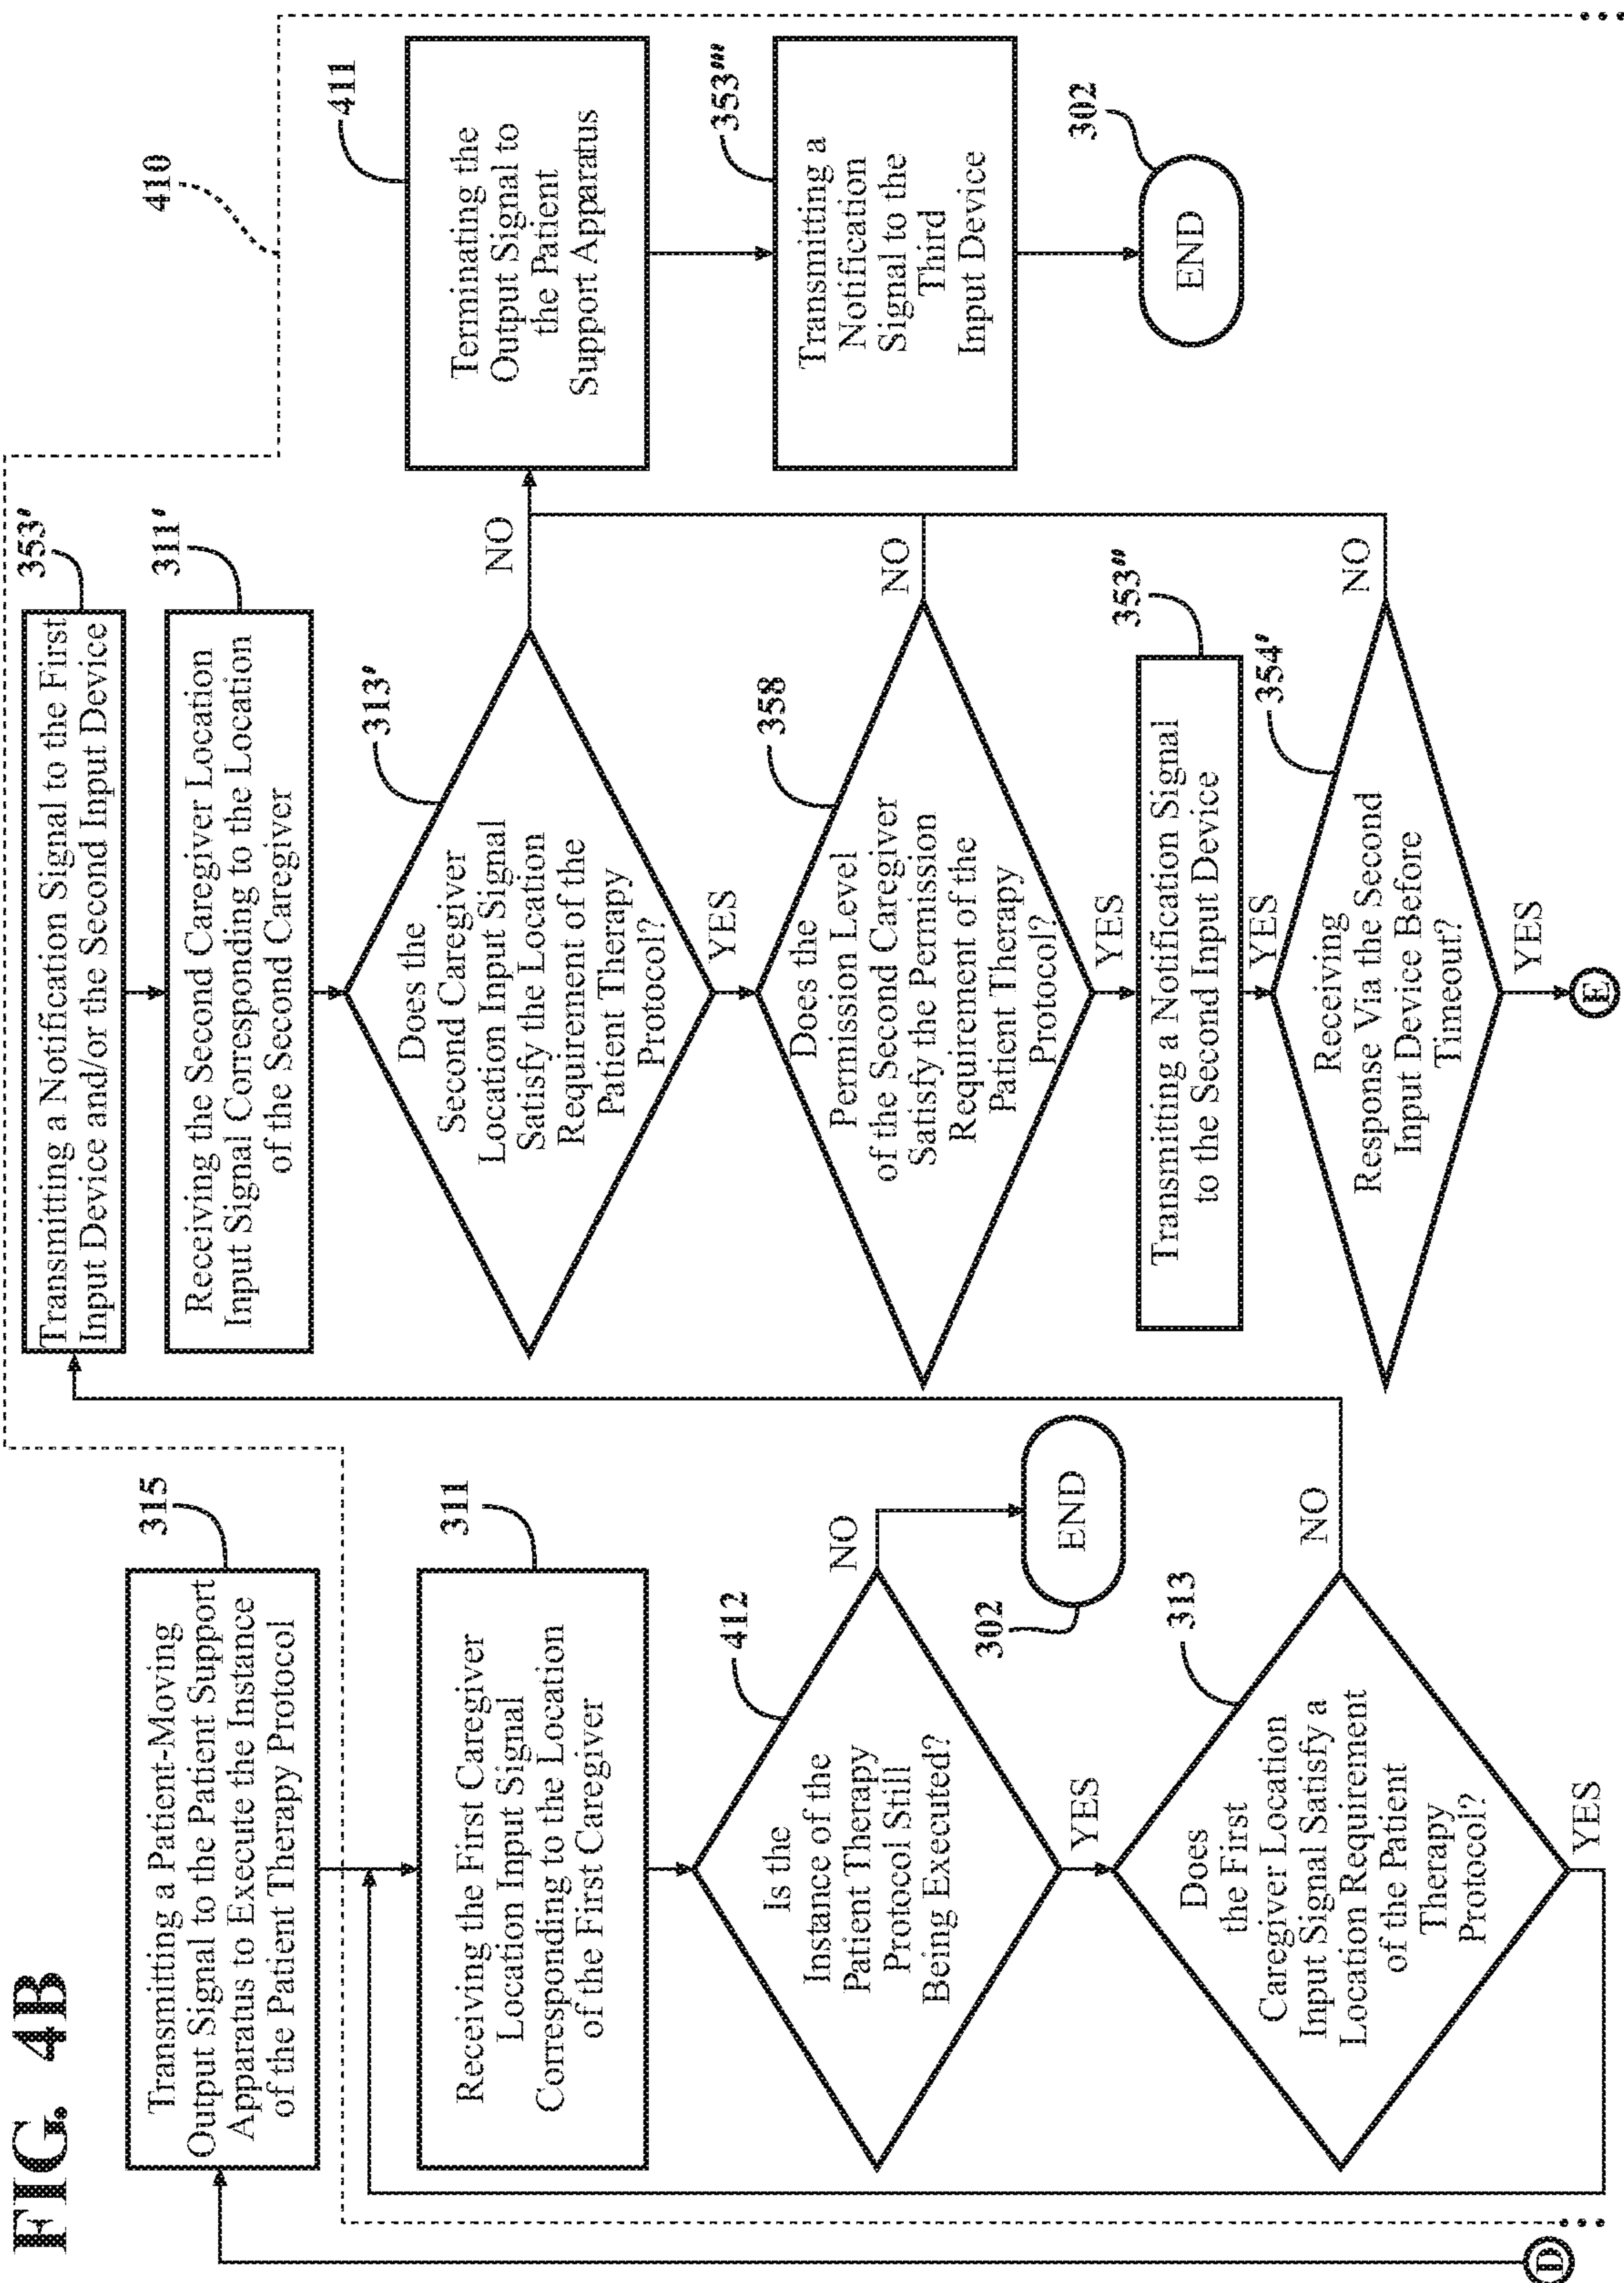 FIG. 4B
315
Transmitting a Patient-Moving
Output Signal to the Patient Support
Apparatus to Execute the Instance
of the Patient Therapy Protocol
311
Receiving the First Caregiver
Location Input Signal
Corresponding to the Location
of the First Caregiver
412
Is the
Instance of the
Patient Therapy
Protocol Still
Being Executed?
NO
302
END
YES
313
Does
the First
Caregiver Location
Input Signal Satisfy a
Location Requirement
of the Patient
Therapy
Protocol?
NO
YES
D
353'
Transmitting a Notification Signal to the First
Input Device and/or the Second Input Device
311'
Receiving the Second Caregiver Location
Input Signal Corresponding to the Location
of the Second Caregiver
313'
Does the
Second Caregiver
Location Input Signal
Satisfy the Location
Requirement of the
Patient Therapy
Protocol?
NO
YES
358
Does the
Permission Level
of the Second Caregiver
Satisfy the Permission
Requirement of the
Patient Therapy
Protocol?
NO
YES
353''
Transmitting a Notification Signal
to the Second Input Device
YES
354'
Receiving
Response Via the Second
Input Device Before
Timeout?
NO
YES
E
410
411
Terminating the
Output Signal to
the Patient
Support Apparatus
353'''
Transmitting a
Notification
Signal to the
Third
Input Device
302
END